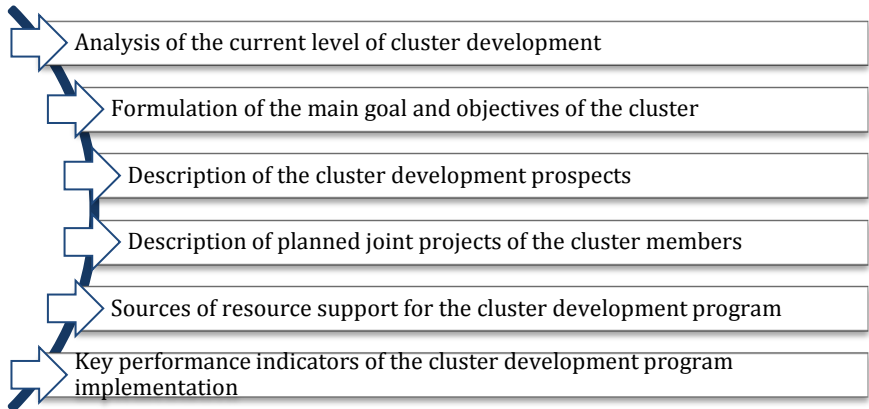 Analysis of the current level of cluster development
Formulation of the main goal and objectives of the cluster
Description of the cluster development prospects
Description of planned joint projects of the cluster members
Sources of resource support for the cluster development program
Key performance indicators of the cluster development program
implementation